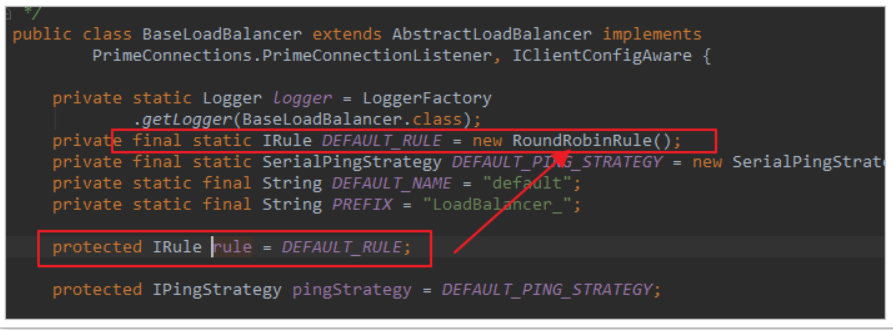 */
public class BaseLoadBalancer extends AbstractLoadBalancer implements
        PrimeConnections.PrimeConnectionListener, IClientConfigAware {
    private static Logger logger = LoggerFactory
            .getLogger(BaseLoadBalancer.class);
    private final static IRule DEFAULT_RULE = new RoundRobinRule();
    private final static SerialPingStrategy DEFAULT_PING_STRATEGY = new SerialPingStrate
    private static final String DEFAULT_NAME = "default";
    private static final String PREFIX = "LoadBalancer_";
    protected IRule rule = DEFAULT_RULE;
    protected IPingStrategy pingStrategy = DEFAULT_PING_STRATEGY;